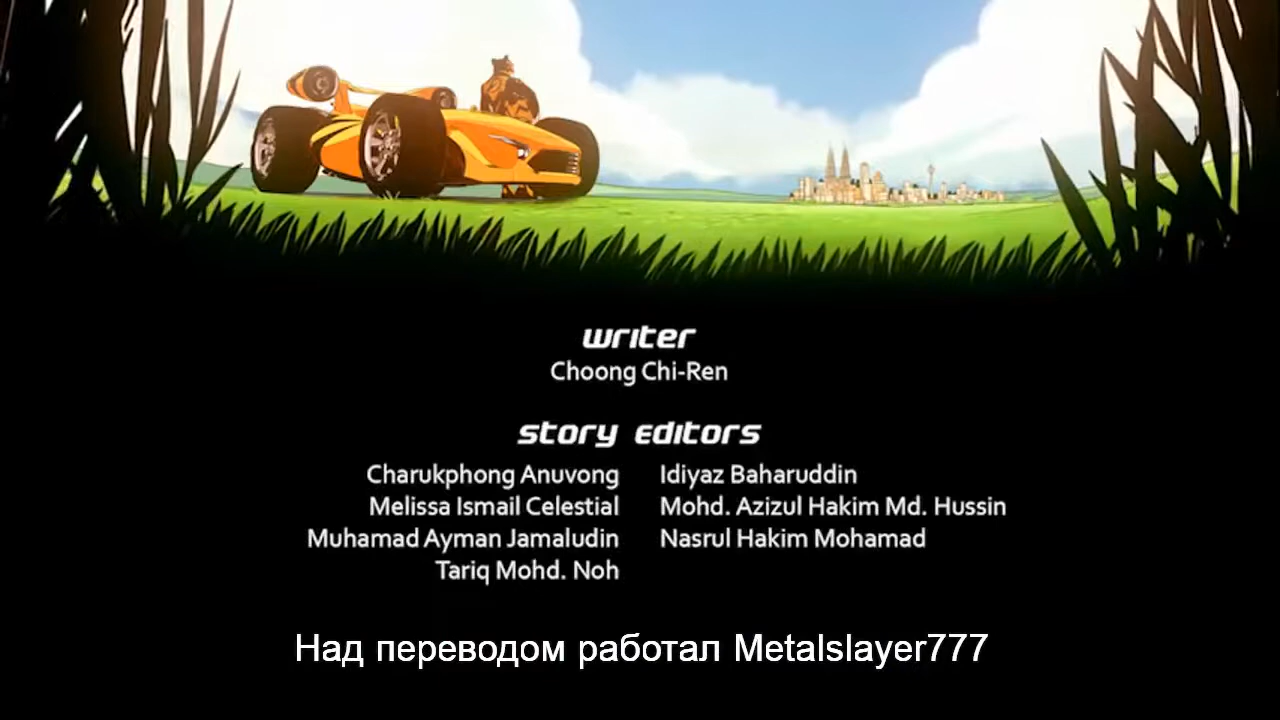 writer
Choong Chi-Ren
story editors
Charukphong Anuvong
Melissa Ismail Celestial
Muhamad Ayman Jamaludin
Tariq Mohd. Noh
Idiyaz Baharuddin
Mohd. Azizul Hakim Md. Hussin
Nasrul Hakim Mohamad
Над переводом работал Metalslayer777